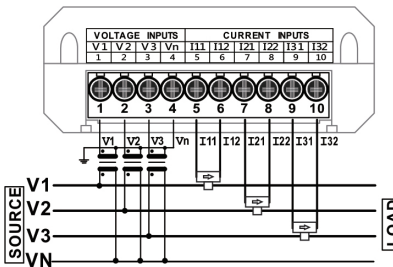 VOLTAGE INPUTS CURRENT INPUTS
V1 V2 V3 Vn I11 I12 I21 I22 I31 I32
1 2 3 4 5 6 7 8 9 10
1 2 3 4 5 6 7 8 9 10
V1 V2 V3 Vn I11 I12 I21 I22 I31 I32
SOURCE
V1
V2
V3
VN
LOAD